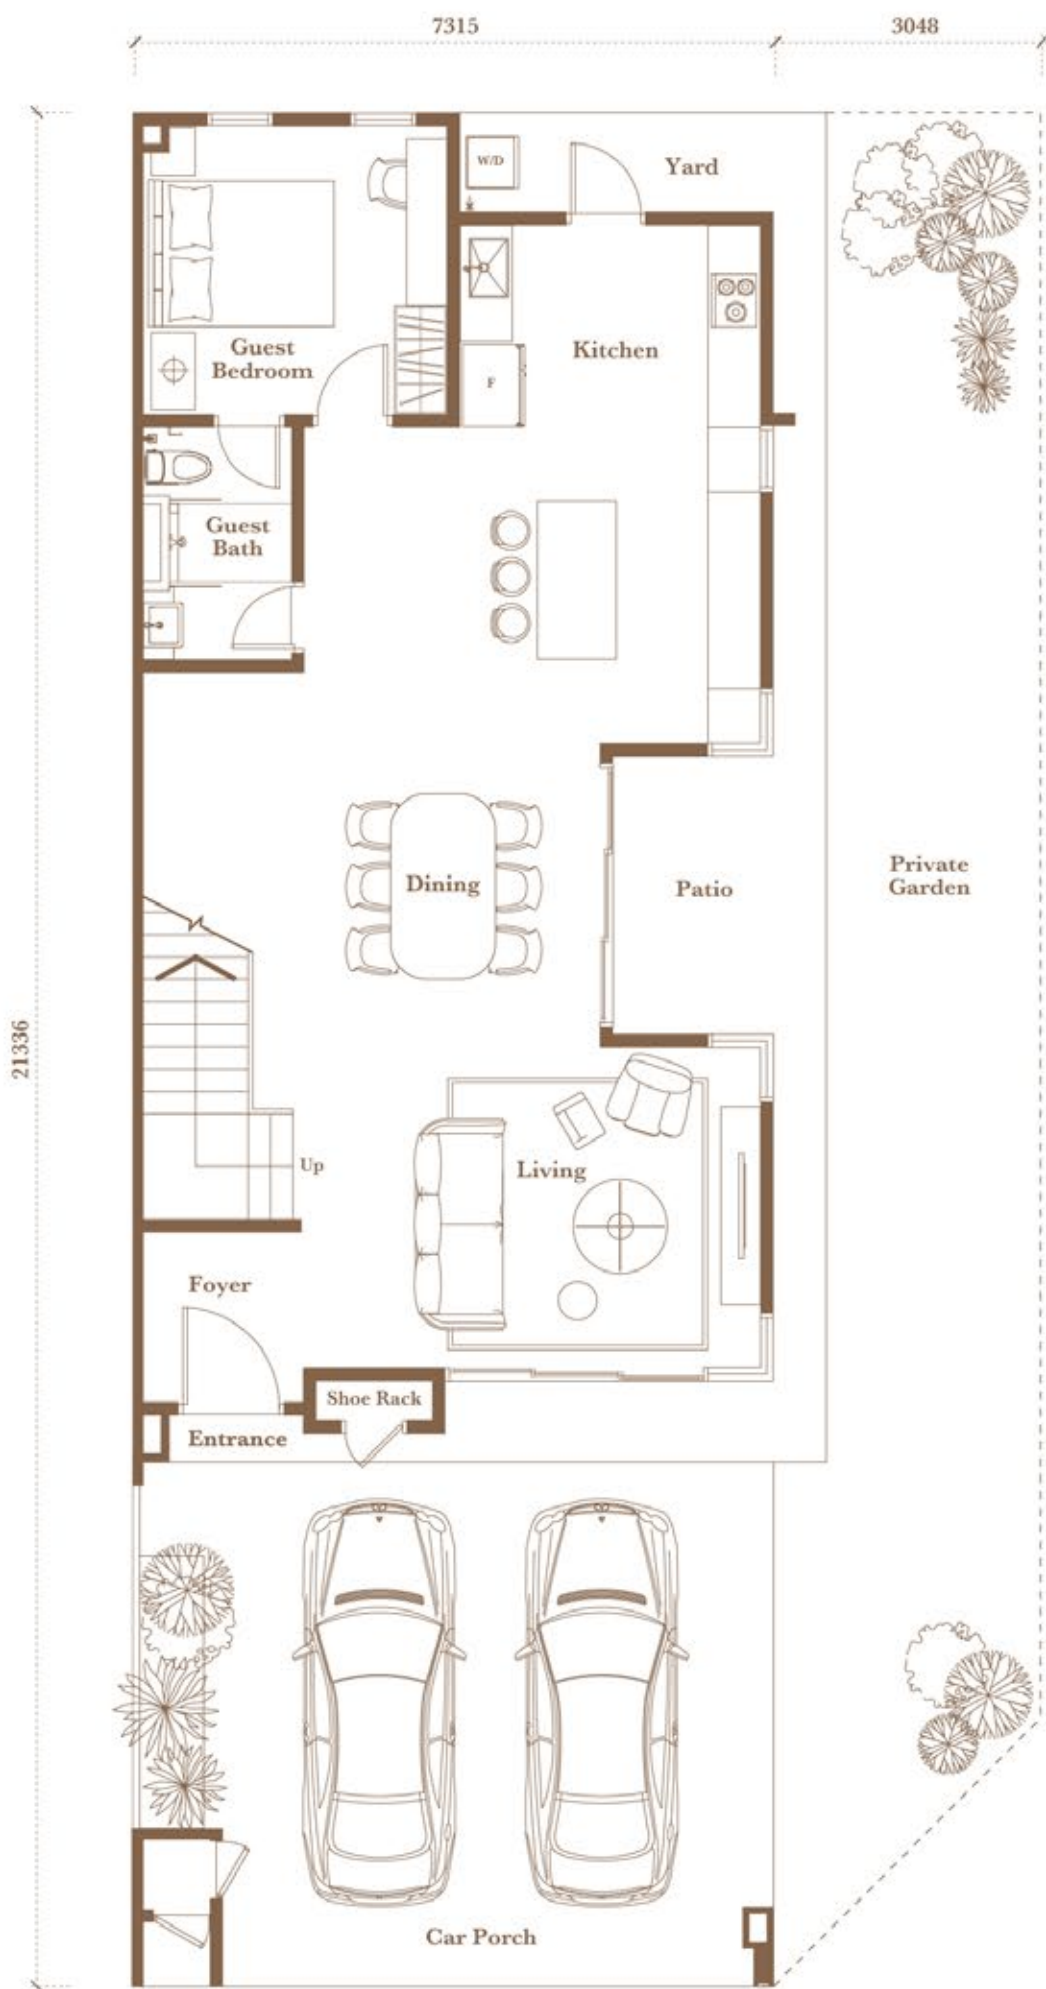 7315
3048
W/D
Yard
Kitchen
Guest
Bedroom
F
Guest
Bath
Dining
Patio
Private
Garden
21336
Up
Living
Foyer
Shoe Rack
Entrance
Car Porch